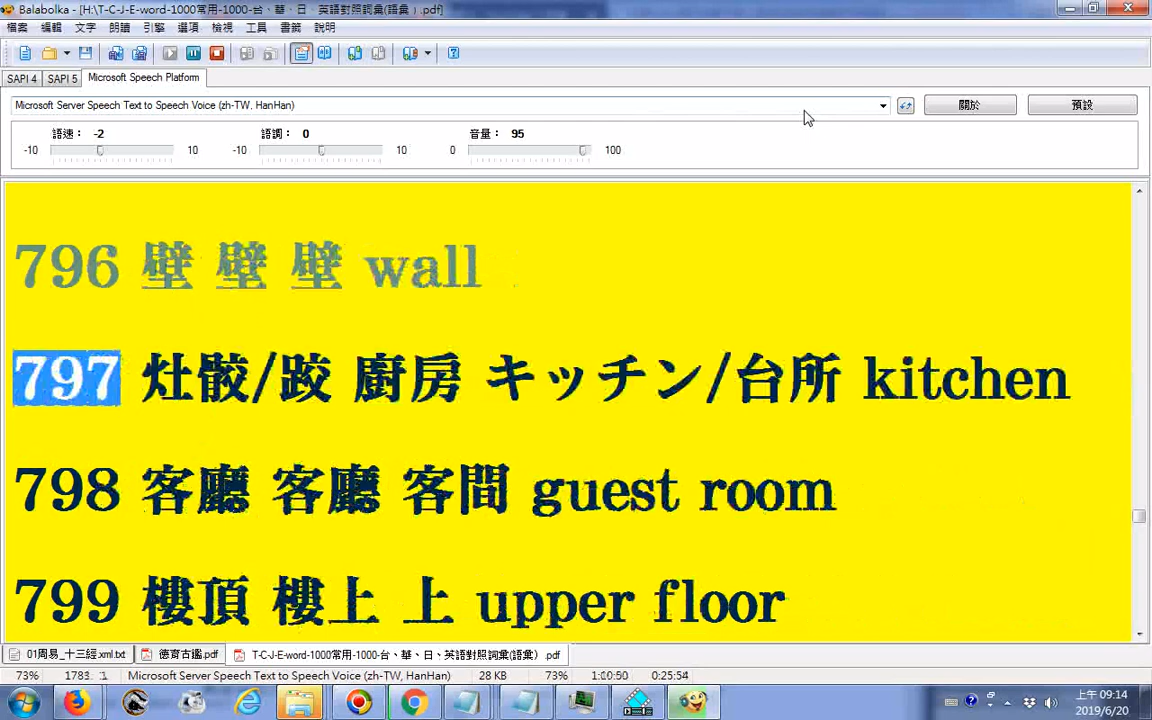 Balabolka - [H:\T-C-J-E-word-1000常用-1000-台、華、日、英語對照詞彙(語彙).pdf]
檔案 編輯 文字 朗讀 引擎 選項 檢視 工具 書籤 說明
SAPI 4 SAPI 5 Microsoft Speech Platform
Microsoft Server Speech Text to Speech Voice (zh-TW, HanHan) 關於 預設
語速： -2 語調： 0 音量： 95
-10 10 -10 10 0 100
796 壁 壁 壁 wall
797 灶骹/跤 廚房 キッチン/台所 kitchen
798 客廳 客廳 客間 guest room
799 樓頂 樓上 上 upper floor
01周易_十三經.xml.txt 德育古鑑.pdf T-C-J-E-word-1000常用-1000-台、華、日、英語對照詞彙(語彙）.pdf
73% 1783: 1 Microsoft Server Speech Text to Speech Voice (zh-TW, HanHan) 28 KB 73% 1:00:50 0:25:54
上午 09:14
2019/6/20